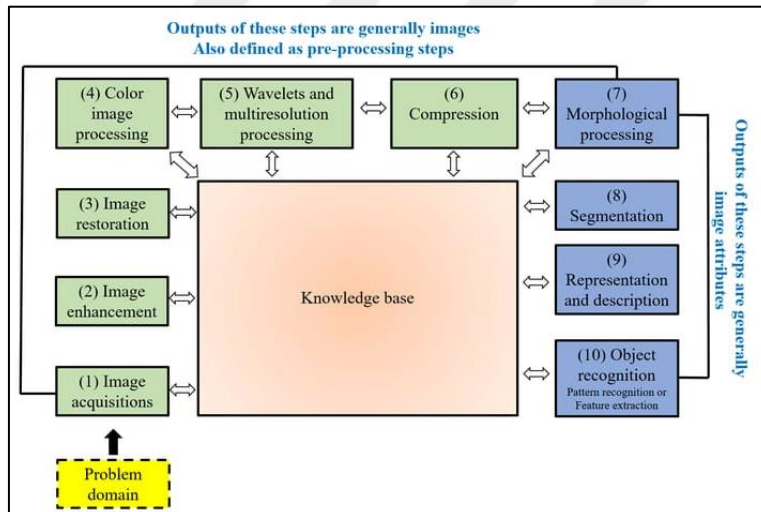 Outputs of these steps are generally images
Also defined as pre-processing steps
(4) Color
image
processing
(5) Wavelets and
multiresolution
processing
(6)
Compression
(7)
Morphological
processing
(3) Image
restoration
(2) Image
enhancement
(1) Image
acquisitions
Problem
domain
Knowledge base
(8)
Segmentation
(9)
Representation
and description
(10) Object
recognition
Pattern recognition or
Feature extraction
Outputs of these steps are generally
image attributes